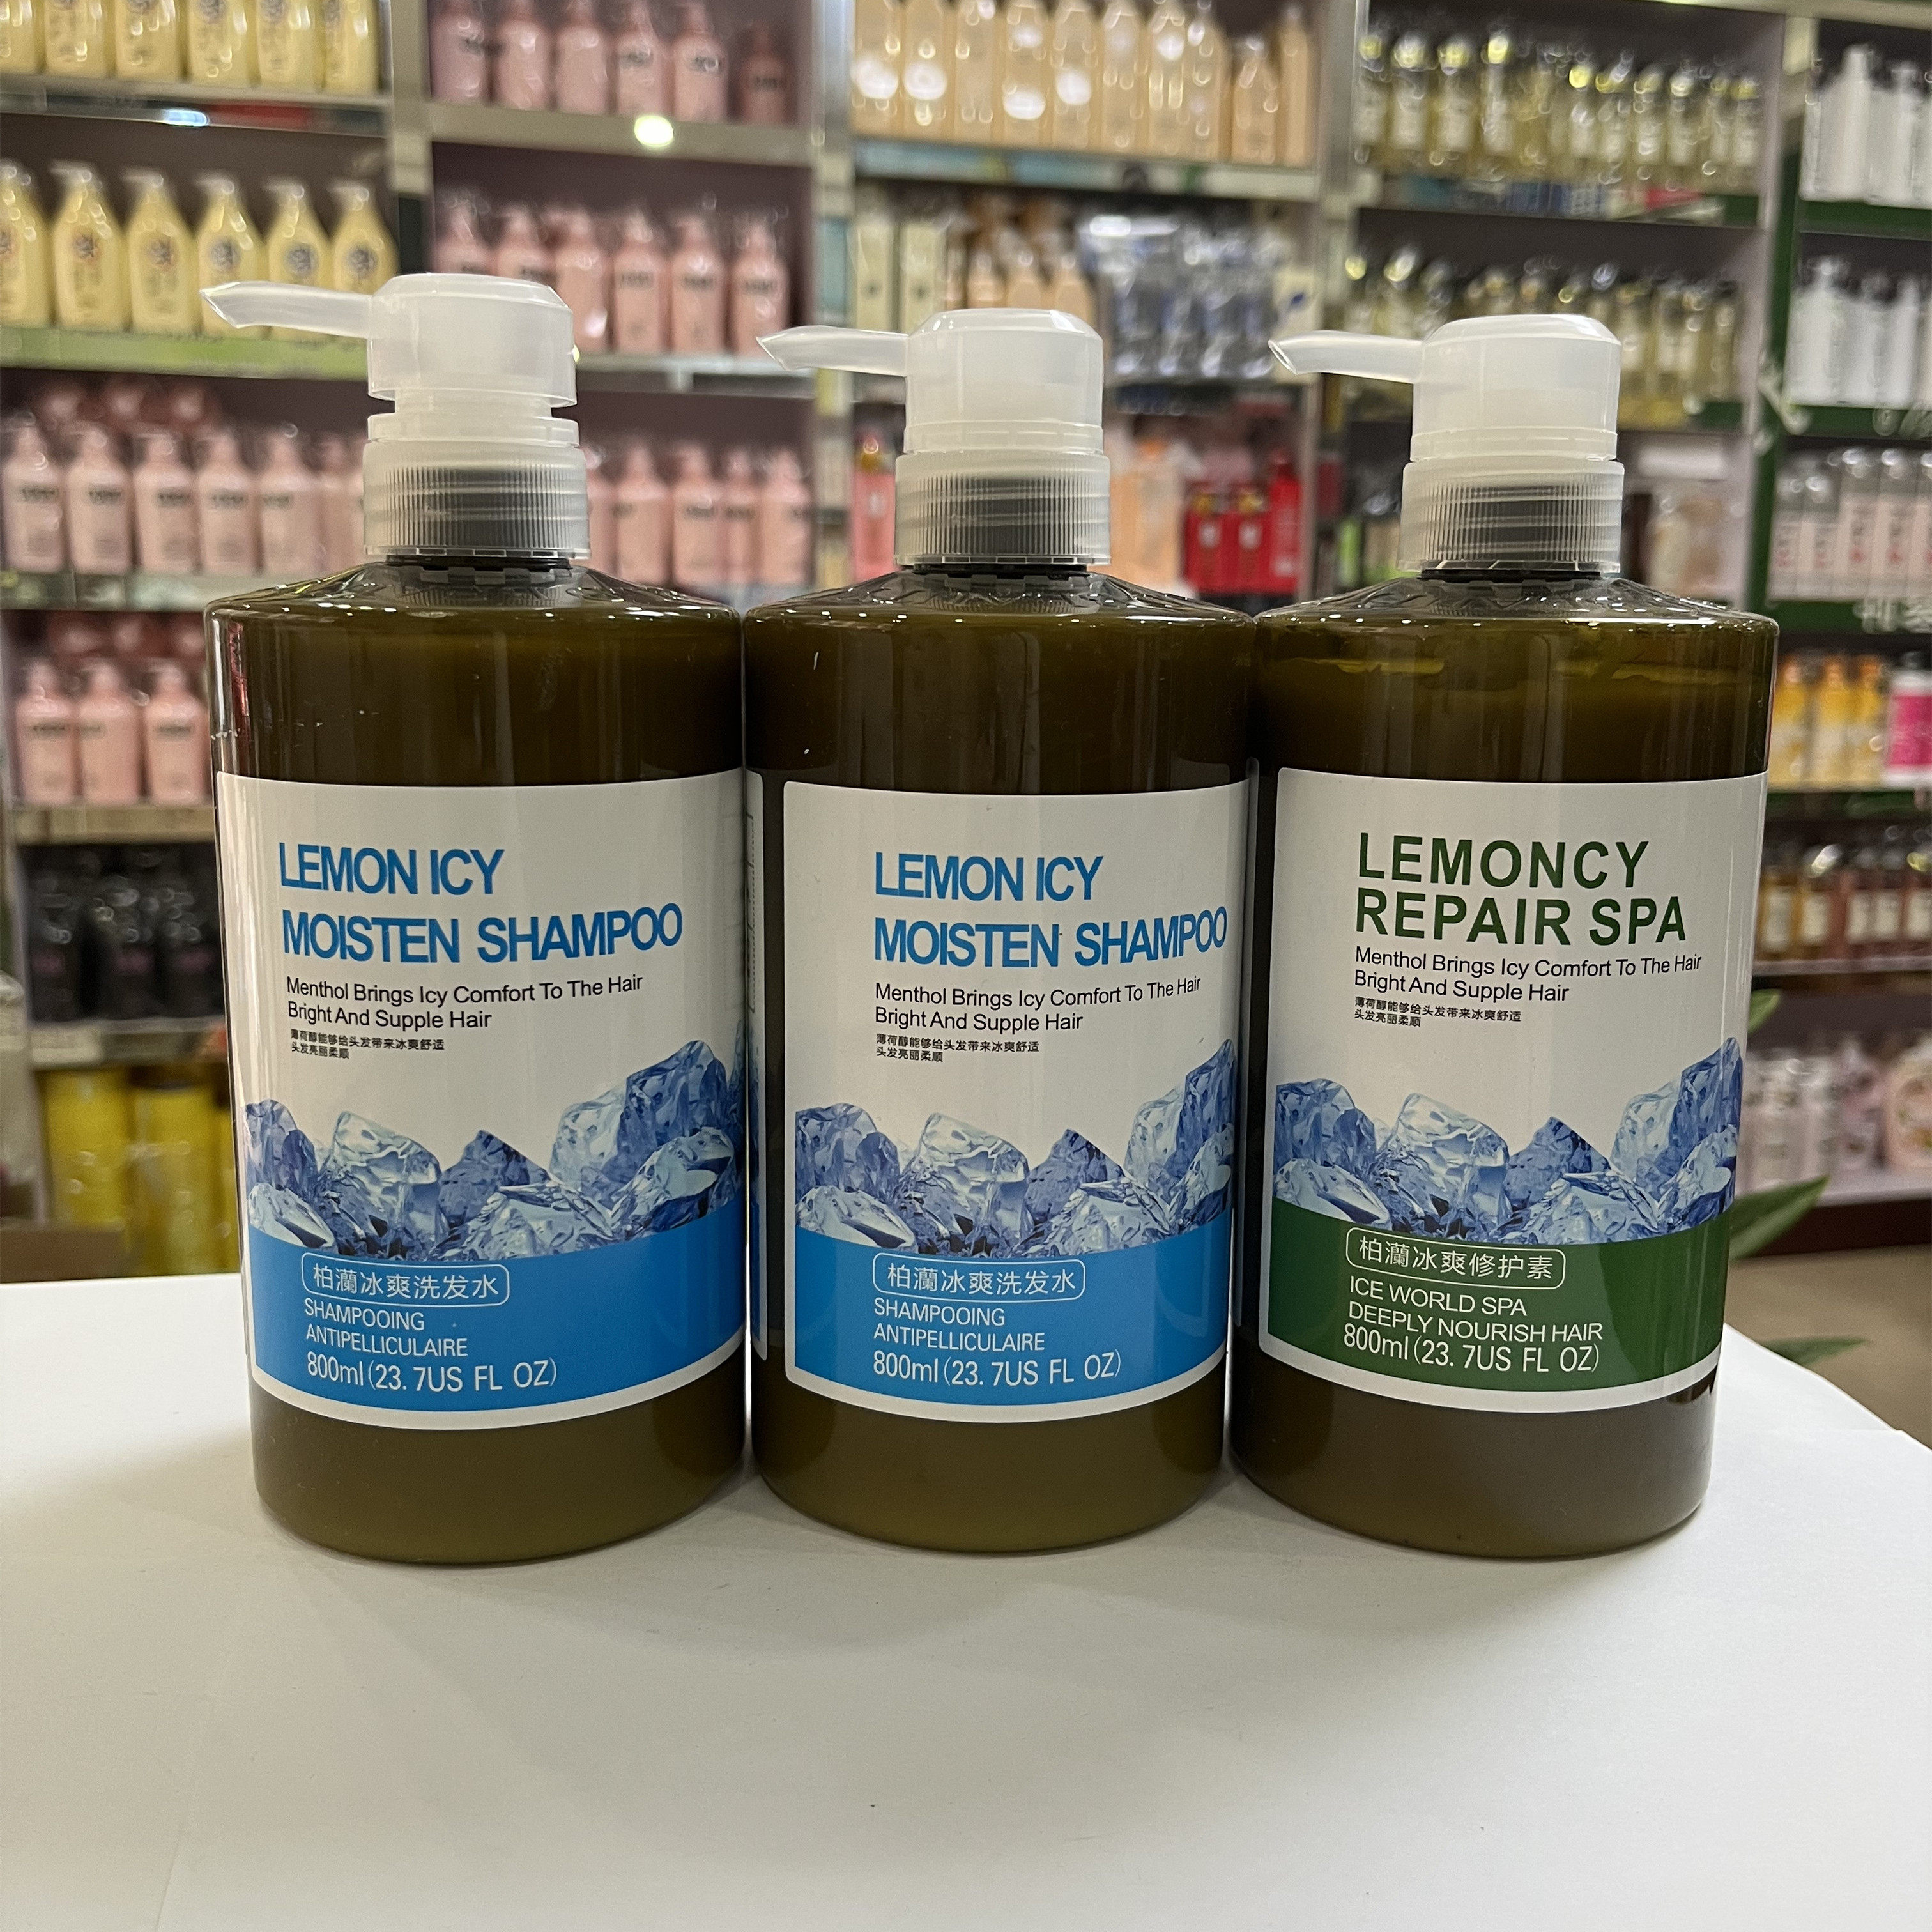 LEMON ICY
MOISTEN SHAMPOO
Menthol Brings Icy Comfort To The Hair
Bright And Supple Hair
薄荷醇能够给头发带来冰爽舒适
头发亮丽柔顺
柏灡冰爽洗发水
SHAMPOOING
ANTIPELLICULAIRE
800ml(23. 7US FL OZ)
LEMON ICY
MOISTEN SHAMPOO
Menthol Brings Icy Comfort To The Hair
Bright And Supple Hair
薄荷醇能够给头发带来冰爽舒适
头发亮丽柔顺
柏灡冰爽洗发水
SHAMPOOING
ANTIPELLICULAIRE
800ml(23. 7US FL OZ)
LEMONCY
REPAIR SPA
Menthol Brings Icy Comfort To The Hair
Bright And Supple Hair
薄荷醇能够给头发带来冰爽舒适
头发亮丽柔顺
柏灡冰爽修护素
ICE WORLD SPA
DEEPLY NOURISH HAIR
800ml(23. 7US FL OZ)